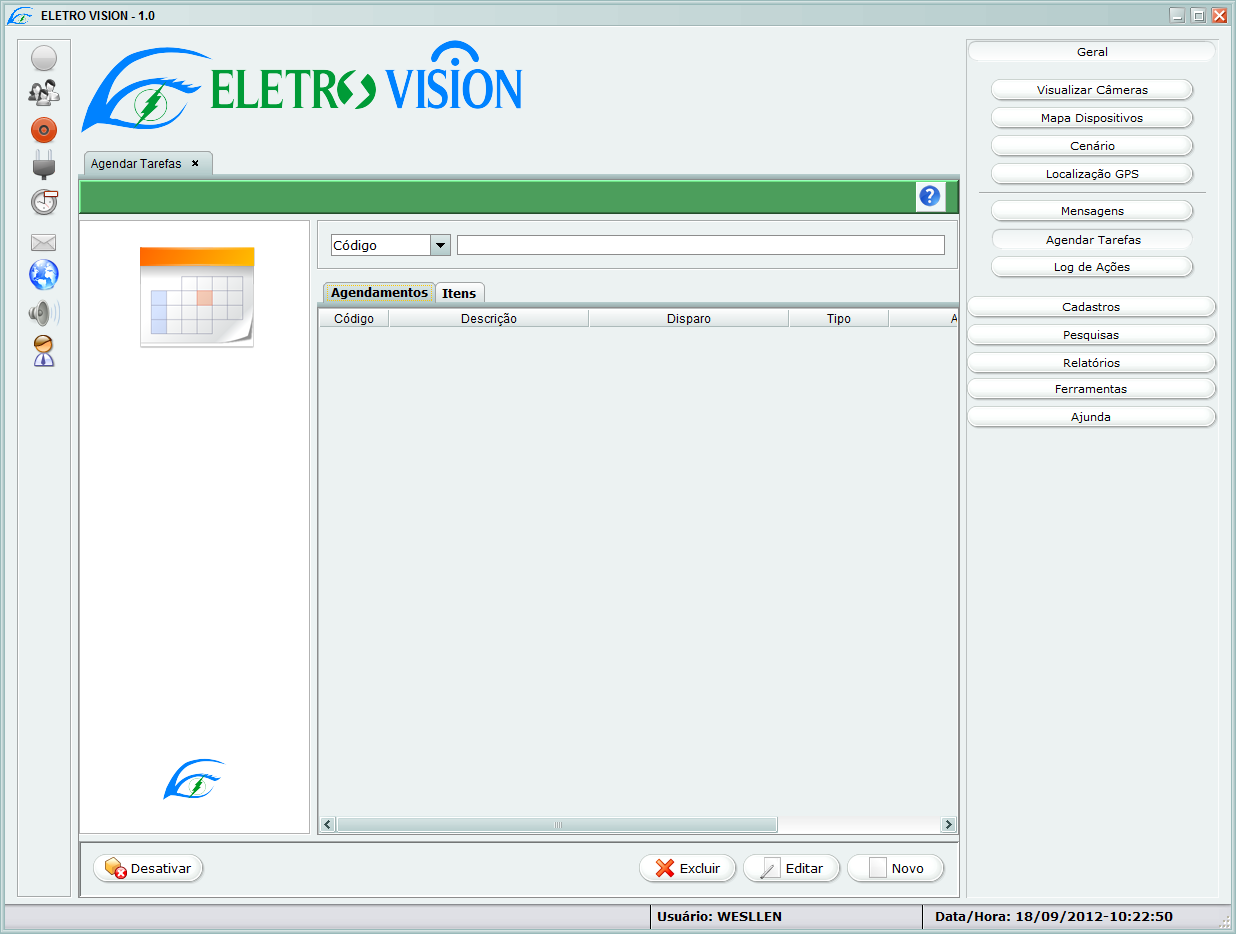 ELETRO VISION - 1.0
ELETRO VISION
Agendar Tarefas ×
?
Código
Agendamentos Itens
Código Descrição Disparo Tipo A
Desativar Excluir Editar Novo
Geral
Visualizar Câmeras
Mapa Dispositivos
Cenário
Localização GPS
Mensagens
Agendar Tarefas
Log de Ações
Cadastros
Pesquisas
Relatórios
Ferramentas
Ajunda
Usuário: WESLLEN Data/Hora: 18/09/2012-10:22:50